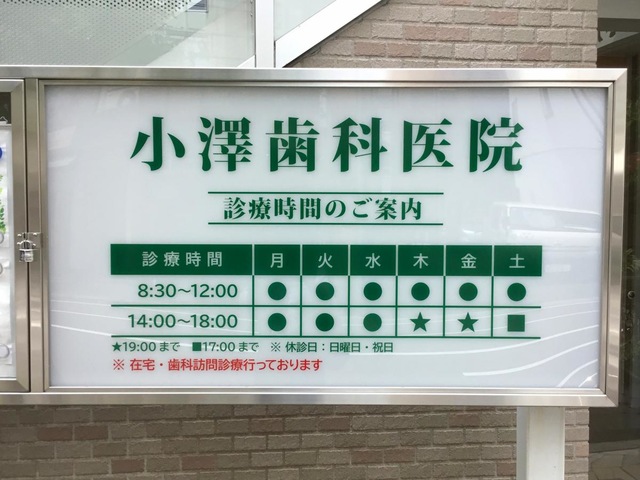 小澤歯科医院
診療時間のご案内
診療時間 月 火 水 木 金 土
8:30～12:00 ● ● ● ● ● ●
14:00～18:00 ● ● ● ★ ★ ■
★19:00まで ■17:00まで ※ 休診日：日曜日・祝日
※ 在宅・歯科訪問診療行っております